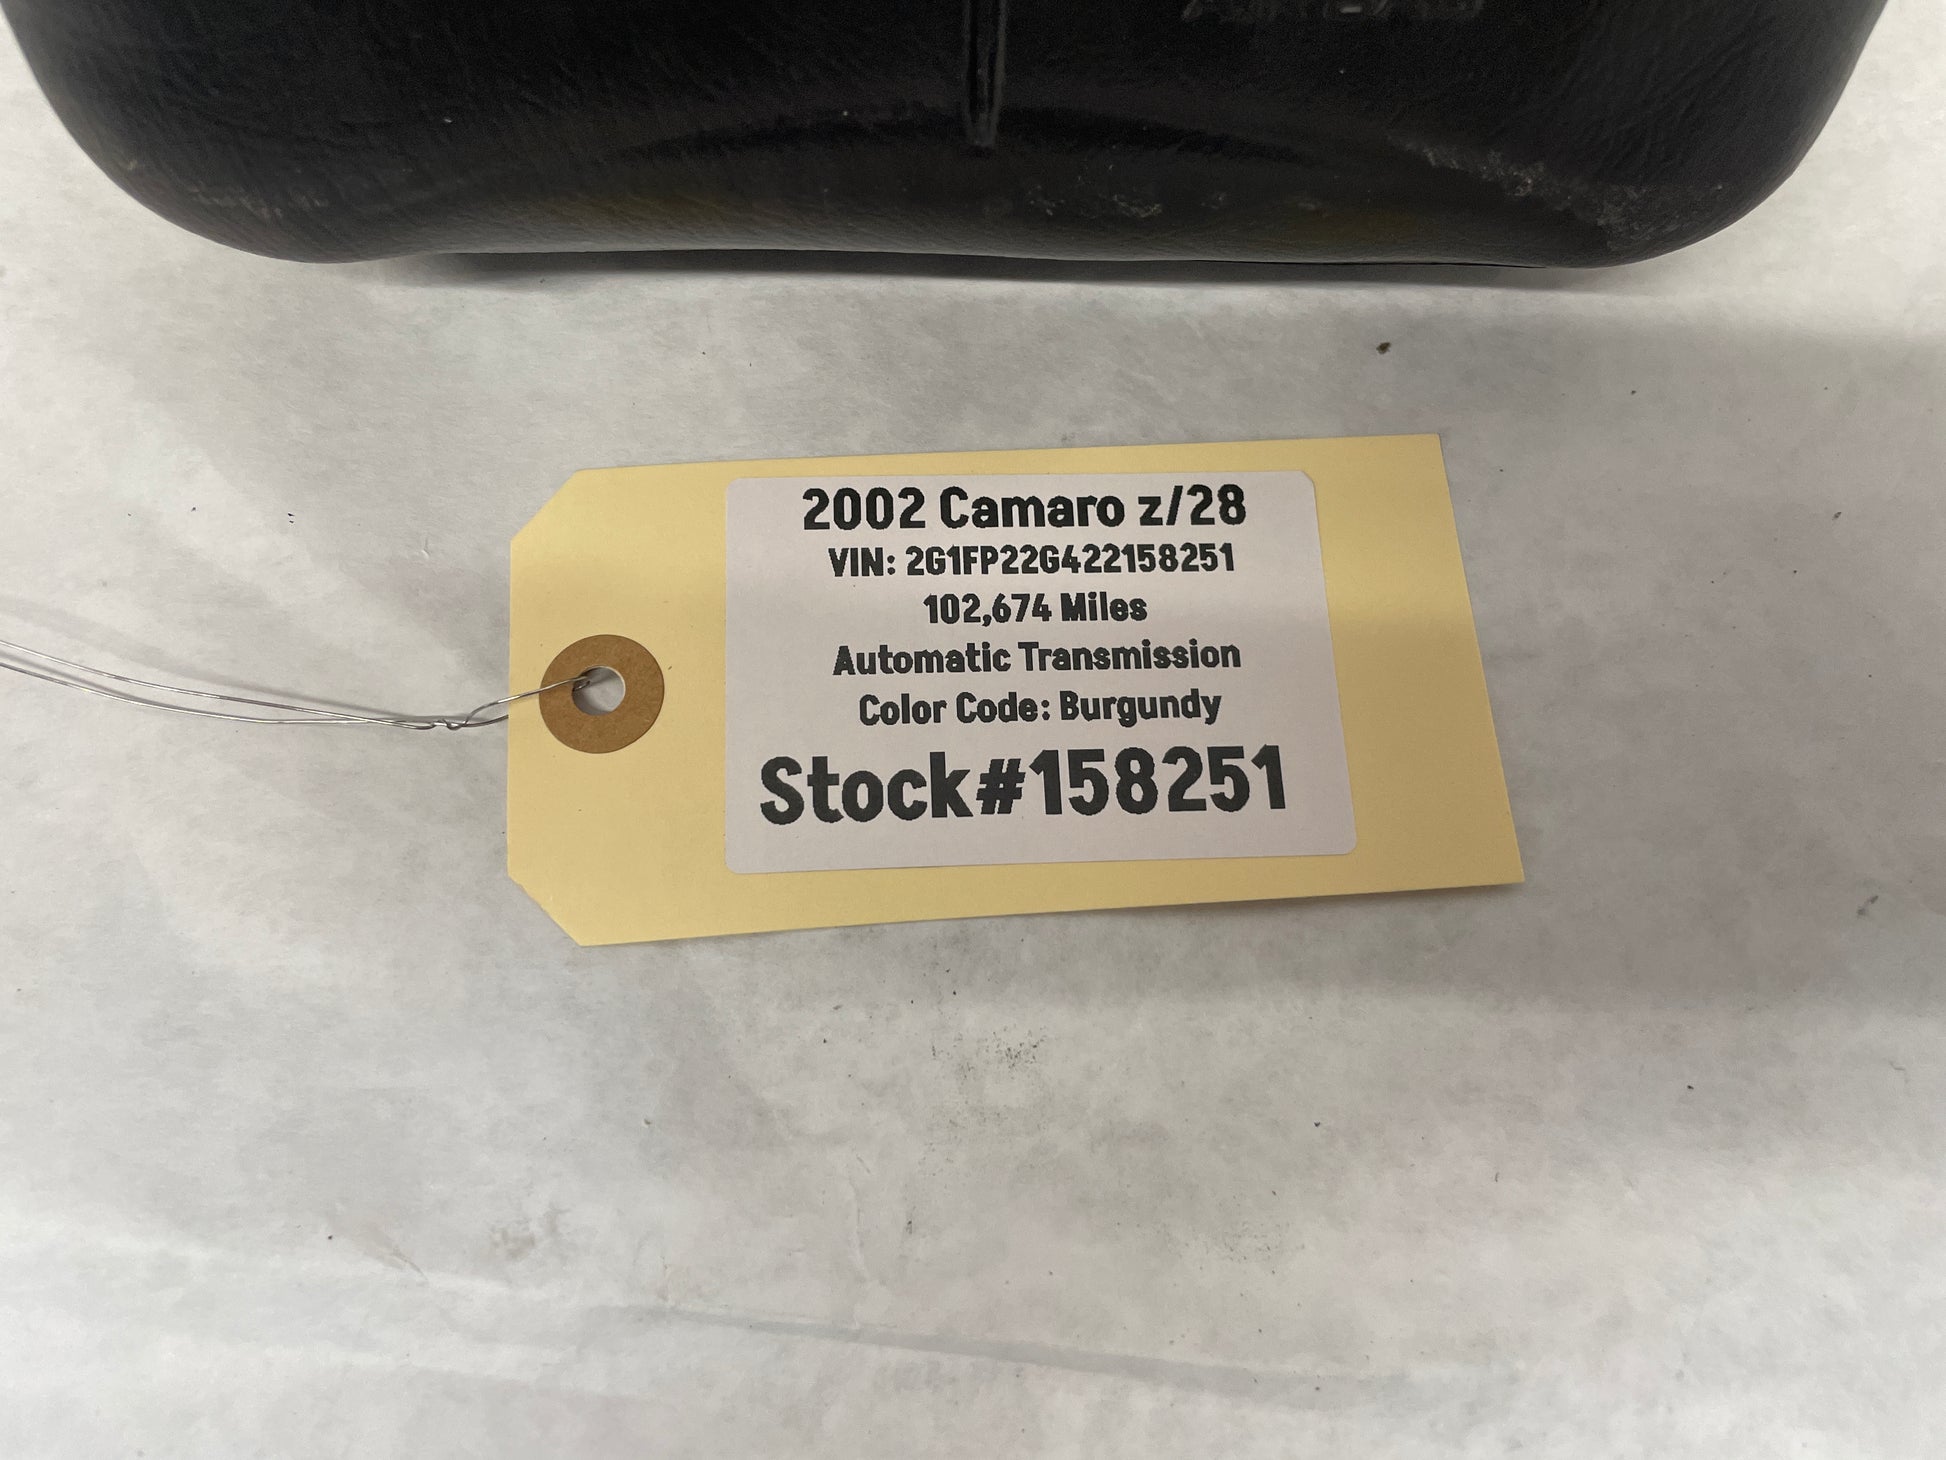 2002 Camaro z/28
VIN: 2G1FP22G422158251
102,674 Miles
Automatic Transmission
Color Code: Burgundy
Stock#158251